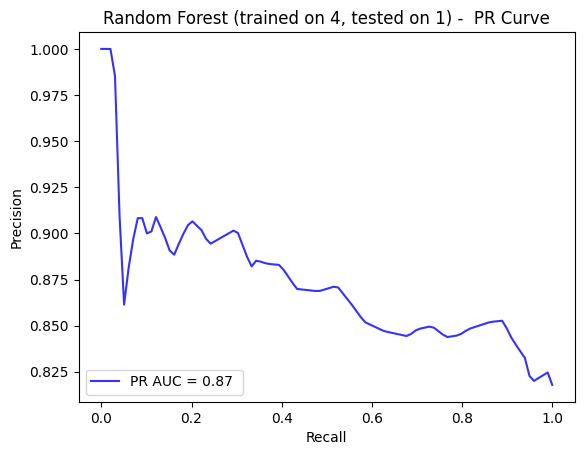 Random Forest (trained on 4, tested on 1) -  PR Curve
1.000
0.975
0.950
0.925
0.900
0.875
0.850
0.825
Precision
PR AUC = 0.87
0.0 0.2 0.4 0.6 0.8 1.0
Recall